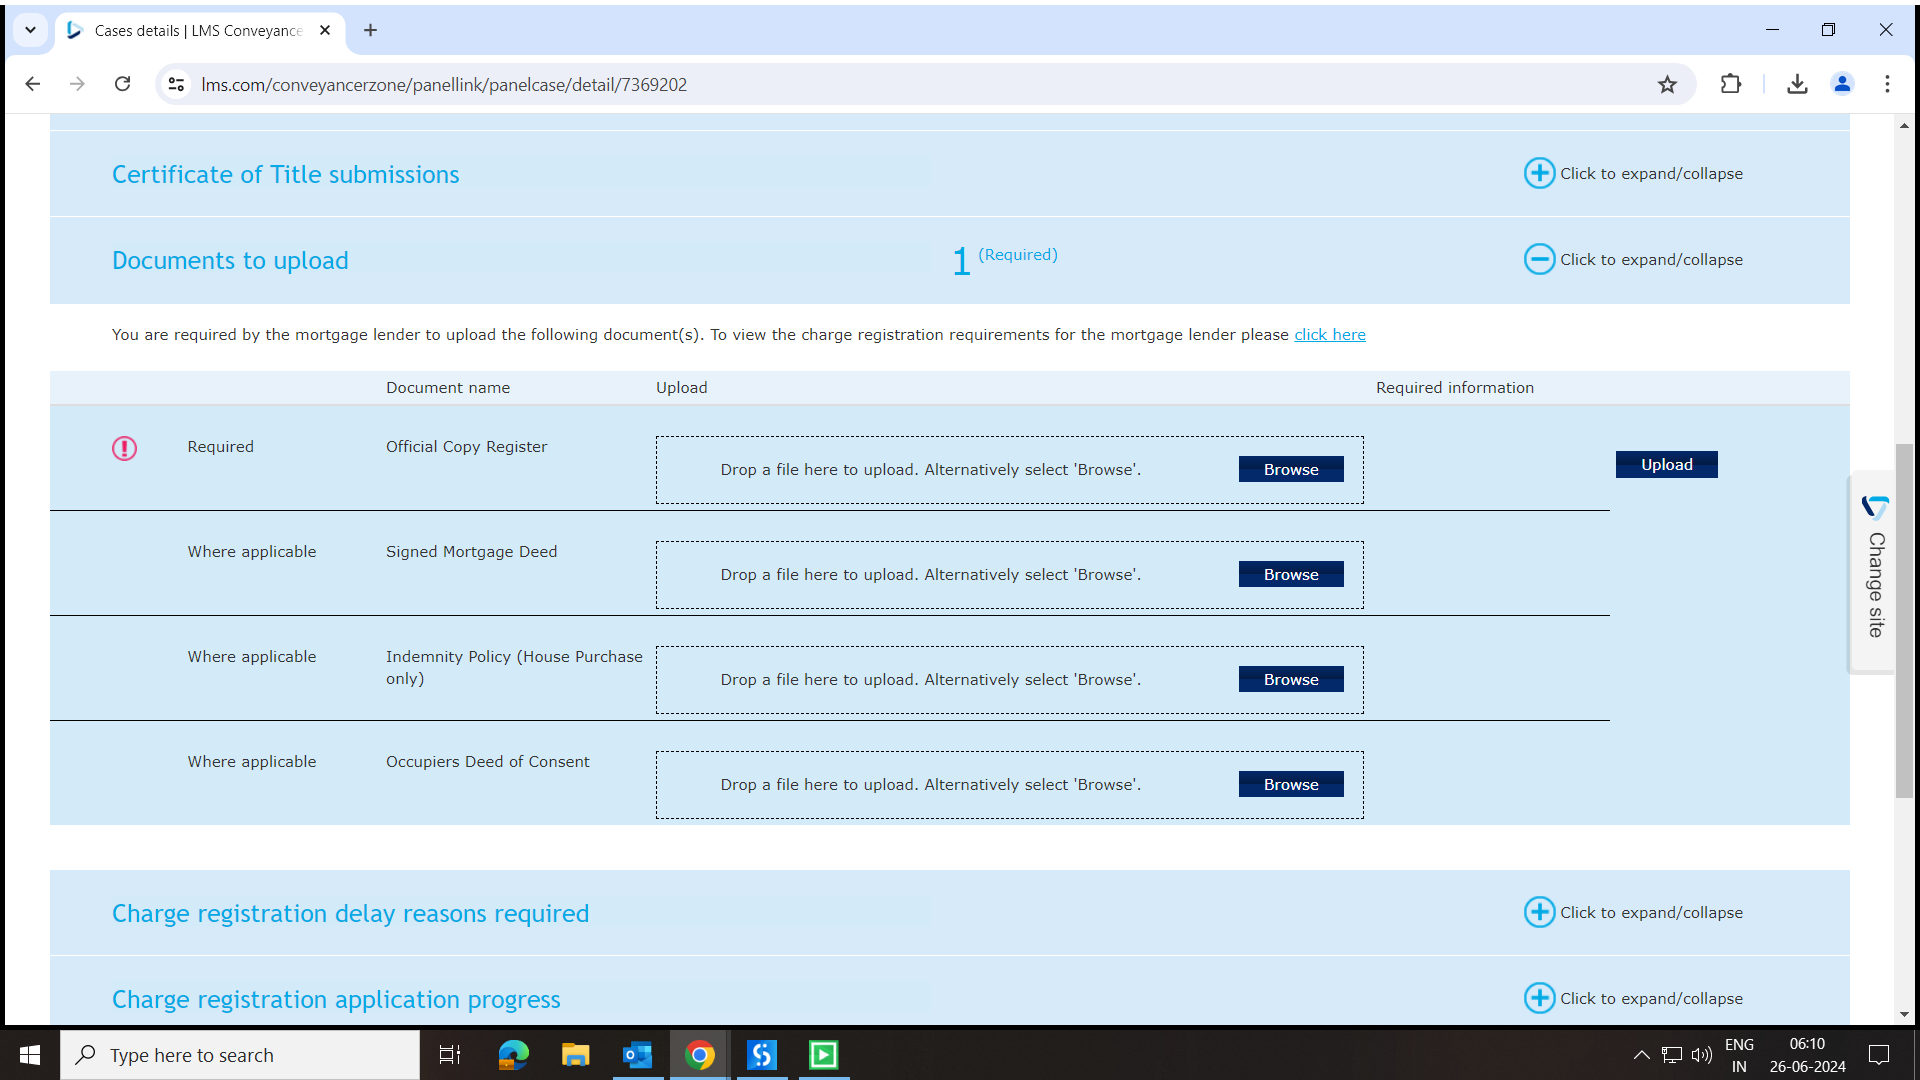 Cases details | LMS Conveyance
lms.com/conveyancerzone/panellink/panelcase/detail/7369202
Certificate of Title submissions
Click to expand/collapse
Documents to upload
1 (Required)
Click to expand/collapse
You are required by the mortgage lender to upload the following document(s). To view the charge registration requirements for the mortgage lender please click here
Document name
Upload
Required information
Required
Official Copy Register
Drop a file here to upload. Alternatively select 'Browse'.
Browse
Upload
Where applicable
Signed Mortgage Deed
Drop a file here to upload. Alternatively select 'Browse'.
Browse
Where applicable
Indemnity Policy (House Purchase
only)
Drop a file here to upload. Alternatively select 'Browse'.
Browse
Where applicable
Occupiers Deed of Consent
Drop a file here to upload. Alternatively select 'Browse'.
Browse
Change site
Charge registration delay reasons required
Click to expand/collapse
Charge registration application progress
Click to expand/collapse
Type here to search
ENG
IN
06:10
26-06-2024